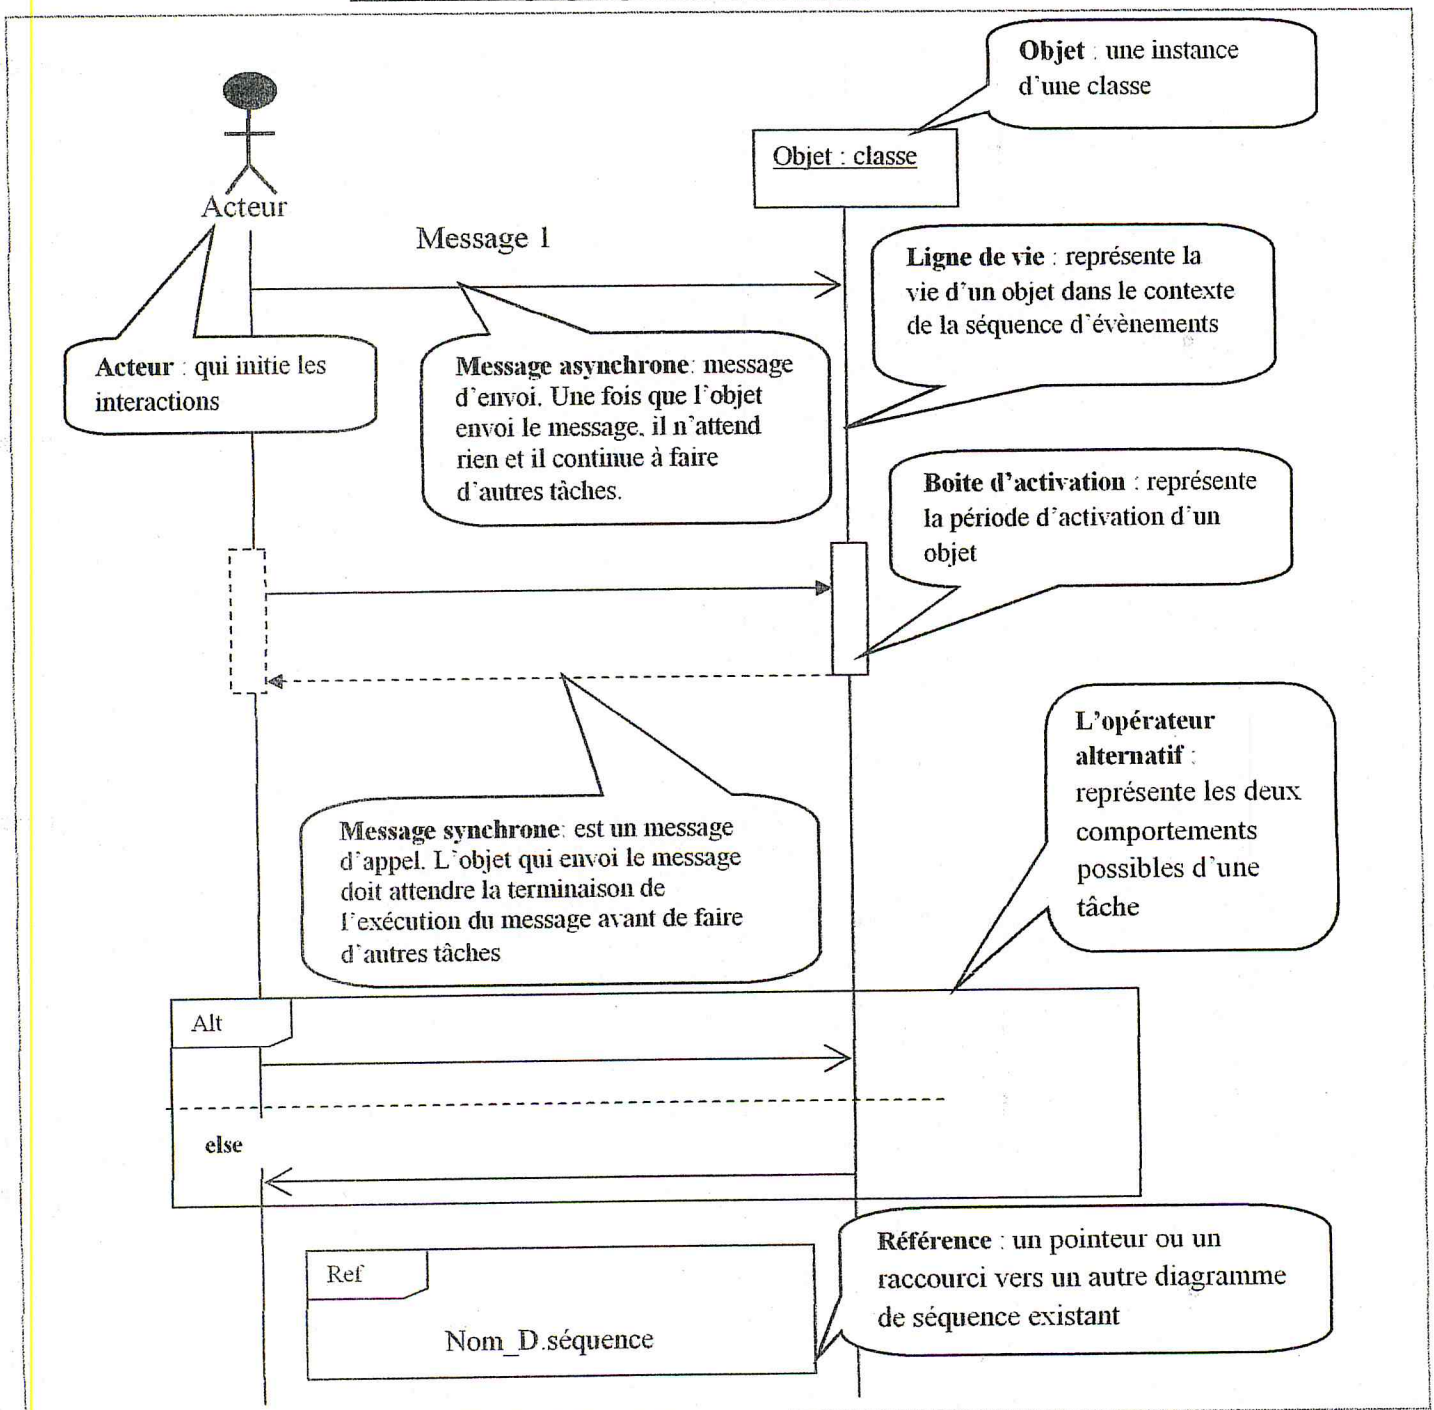 Objet : une instance
d'une classe
Objet : classe
Acteur
Message 1
Ligne de vie : représente la
vie d'un objet dans le contexte
de la séquence d'évènements
Acteur : qui initie les
interactions
Message asynchrone: message
d'envoi. Une fois que l'objet
envoi le message, il n'attend
rien et il continue à faire
d'autres tâches.
Boite d'activation : représente
la période d'activation d'un
objet
L'opérateur
alternatif :
représente les deux
comportements
possibles d'une
tâche
Message synchrone: est un message
d'appel. L'objet qui envoi le message
doit attendre la terminaison de
l'exécution du message avant de faire
d'autres tâches
Alt
else
Référence : un pointeur ou un
raccourci vers un autre diagramme
de séquence existant
Ref
Nom_D.séquence